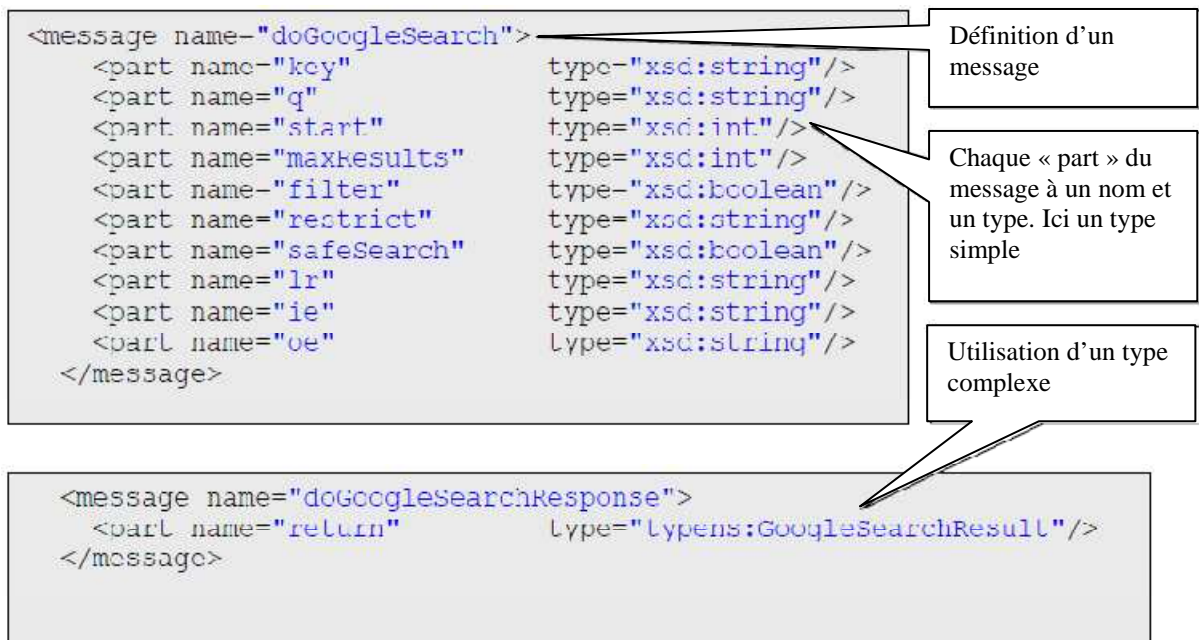 <message name="doGoogleSearch">
<part name="key" type="xsd:string"/>
<part name="q" type="xsd:string"/>
<part name="start" type="xsd:int"/>
<part name="maxResults" type="xsd:int"/>
<part name="filter" type="xsd:boolean"/>
<part name="restrict" type="xsd:string"/>
<part name="safeSearch" type="xsd:boolean"/>
<part name="lr" type="xsd:string"/>
<part name="ie" type="xsd:string"/>
<part name="oe" type="xsd:string"/>
</message>
Définition d'un
message
Chaque « part » du
message à un nom et
un type. Ici un type
simple
Utilisation d'un type
complexe
<message name="doGoogleSearchResponse">
<part name="return" type="typens:GoogleSearchResult"/>
</message>